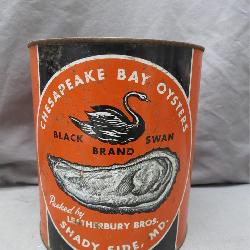 CHESAPEAKE BAY OYSTERS
BLACK SWAN
BRAND
Packed by
LEATHERBURY BROS.
SHADY SIDE, MD.